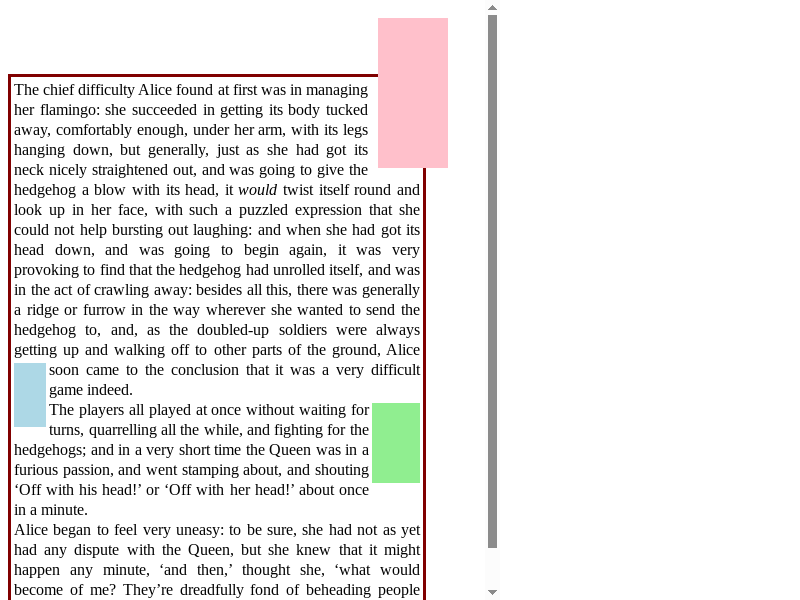 The chief difficulty Alice found at first was in managing
her flamingo: she succeeded in getting its body tucked
away, comfortably enough, under her arm, with its legs
hanging down, but generally, just as she had got its
neck nicely straightened out, and was going to give the
hedgehog a blow with its head, it would twist itself round and
look up in her face, with such a puzzled expression that she
could not help bursting out laughing: and when she had got its
head down, and was going to begin again, it was very
provoking to find that the hedgehog had unrolled itself, and was
in the act of crawling away: besides all this, there was generally
a ridge or furrow in the way wherever she wanted to send the
hedgehog to, and, as the doubled-up soldiers were always
getting up and walking off to other parts of the ground, Alice
soon came to the conclusion that it was a very difficult
game indeed.
The players all played at once without waiting for
turns, quarrelling all the while, and fighting for the
hedgehogs; and in a very short time the Queen was in a
furious passion, and went stamping about, and shouting
‘Off with his head!’ or ‘Off with her head!’ about once
in a minute.
Alice began to feel very uneasy: to be sure, she had not as yet
had any dispute with the Queen, but she knew that it might
happen any minute, ‘and then,’ thought she, ‘what would
become of me? They’re dreadfully fond of beheading people